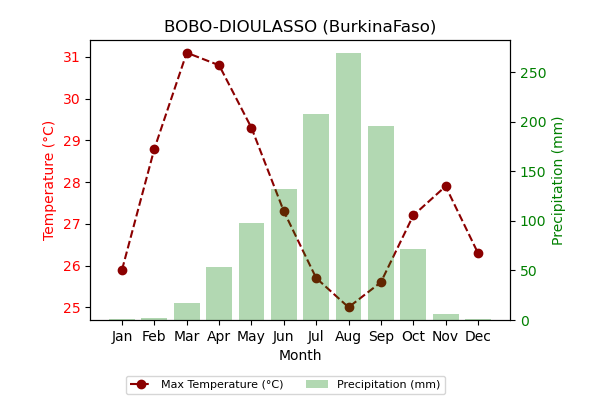 BOBO-DIOULASSO (BurkinaFaso)
31
30
29
28
27
26
25
Temperature (°C)
250
200
150
100
50
0
Precipitation (mm)
Jan Feb Mar Apr May Jun Jul Aug Sep Oct Nov Dec
Month
Max Temperature (°C) Precipitation (mm)